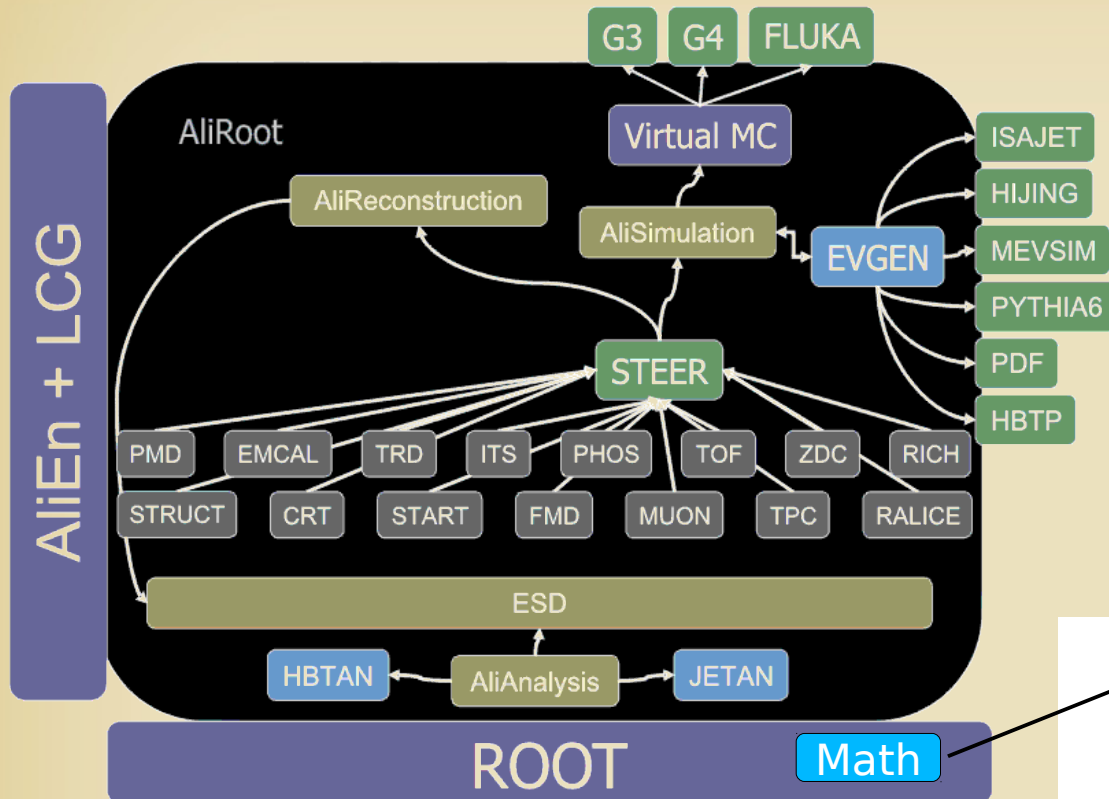 G3
G4
FLUKA
AliRoot
Virtual MC
ISAJET
AliReconstruction
HIJING
AliSimulation
EVGEN
MEVSIM
PYTHIA6
STEER
PDF
HBTP
AliEn + LCG
PMD
EMCAL
TRD
ITS
PHOS
TOF
ZDC
RICH
STRUCT
CRT
START
FMD
MUON
TPC
RALICE
ESD
HBTAN
AliAnalysis
JETAN
ROOT
Math